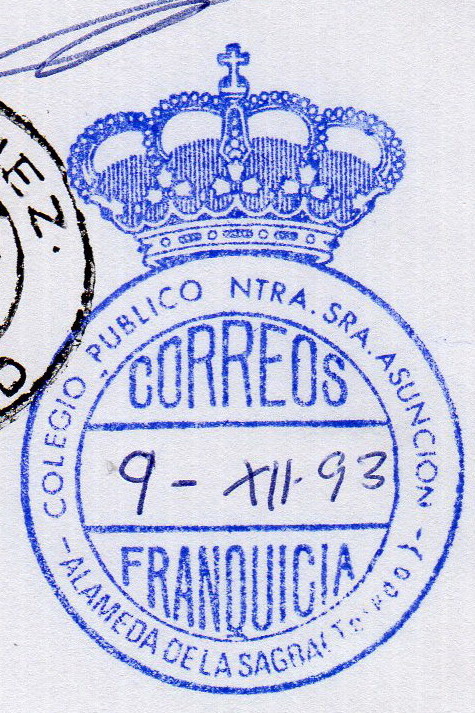 EZ.
O
COLEGIO PUBLICO NTRA. SRA. ASUNCION
CORREOS
9 - XII-93
FRANQUICIA
-ALAMEDA DE LA SAGRA (TOLEDO)-